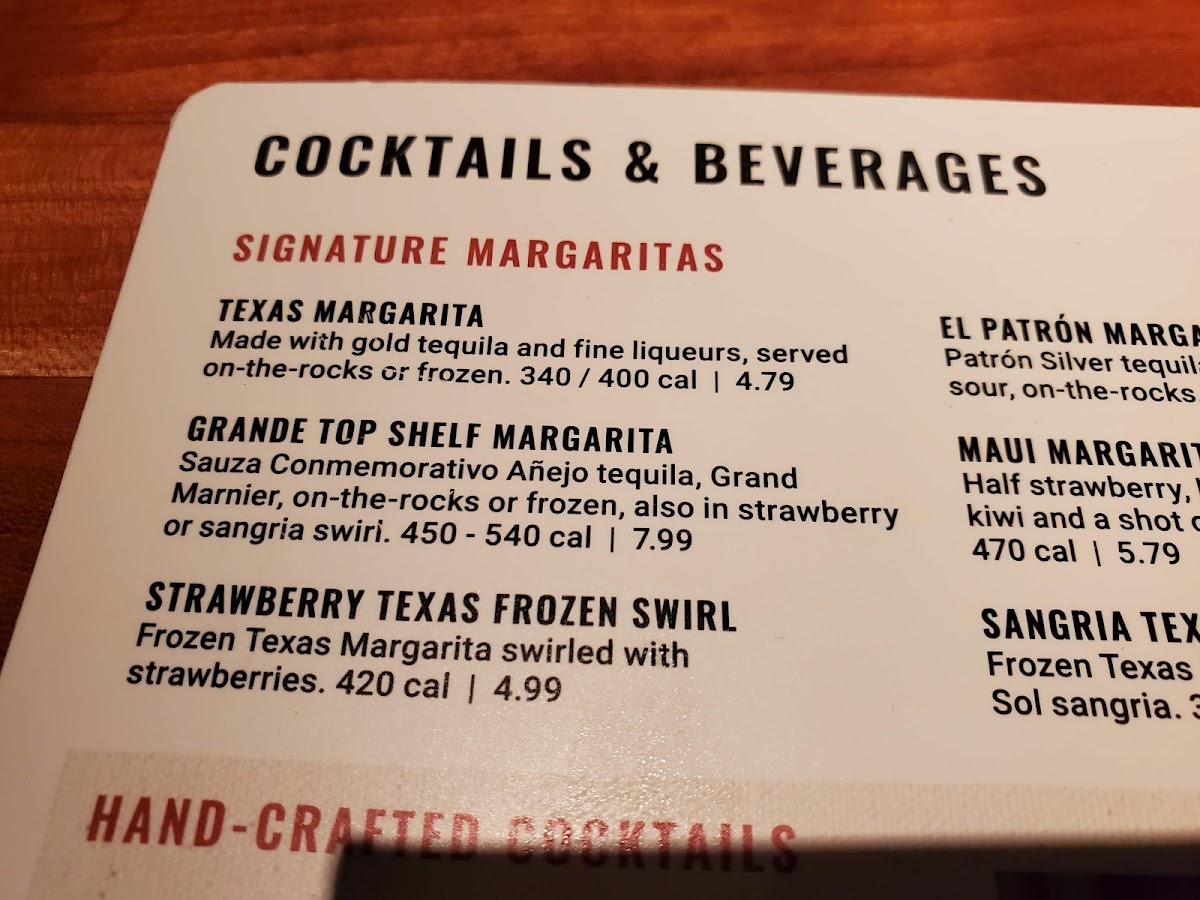 COCKTAILS & BEVERAGES
SIGNATURE MARGARITAS
TEXAS MARGARITA
Made with gold tequila and fine liqueurs, served
on-the-rocks or frozen. 340 / 400 cal | 4.79
GRANDE TOP SHELF MARGARITA
Sauza Conmemorativo Añejo tequila, Grand
Marnier, on-the-rocks or frozen, also in strawberry
or sangria swirl. 450 - 540 cal | 7.99
STRAWBERRY TEXAS FROZEN SWIRL
Frozen Texas Margarita swirled with
strawberries. 420 cal | 4.99
EL PATRÓN
Patrón Silver
sour, on-the-rocks
MAUI
Half strawberry,
kiwi and a shot
470 cal | 5.79
SANGRIA
Frozen Texas
Sol sangria.
HAND-CRAFTED COCKTAILS